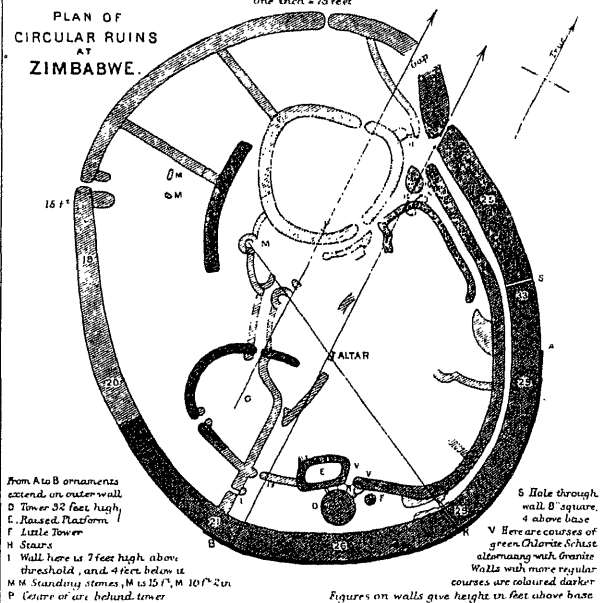 One inch = 75 feet
PLAN OF
CIRCULAR RUINS
AT
ZIMBABWE.
Gap
True
M
M
15 ft
M
19
S
A
ALTAR
20
G
E
V
V
I
D
F
21
B
26
K
From A to B ornaments
extend on outer wall
D Tower 32 feet high
E. Raised Platform
F Little Tower
H Stairs
I Wall here is 7 feet high above
threshold, and 4 feet below it
M M Standing stones, M is 15 ft, M 10 ft 2 in
P Centre of arc behind tower
S Hole through
wall 8" square,
4 above base
V Here are courses of
green Chlorite Schist
alternating with Granite
Walls with more regular
courses are coloured darker
Figures on walls give height in feet above base